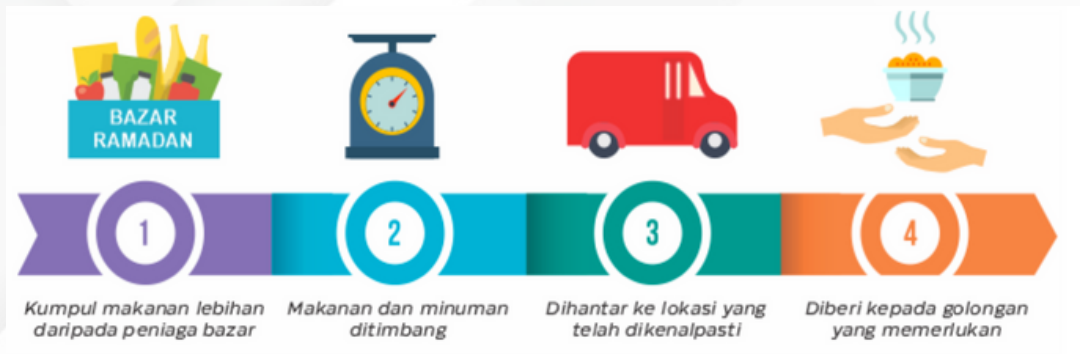 BAZAR
RAMADAN
1
2
3
4
Kumpul makanan lebihan
daripada peniaga bazar
Makanan dan minuman
ditimbang
Dihantar ke lokasi yang
telah dikenalpasti
Diberi kepada golongan
yang memerlukan